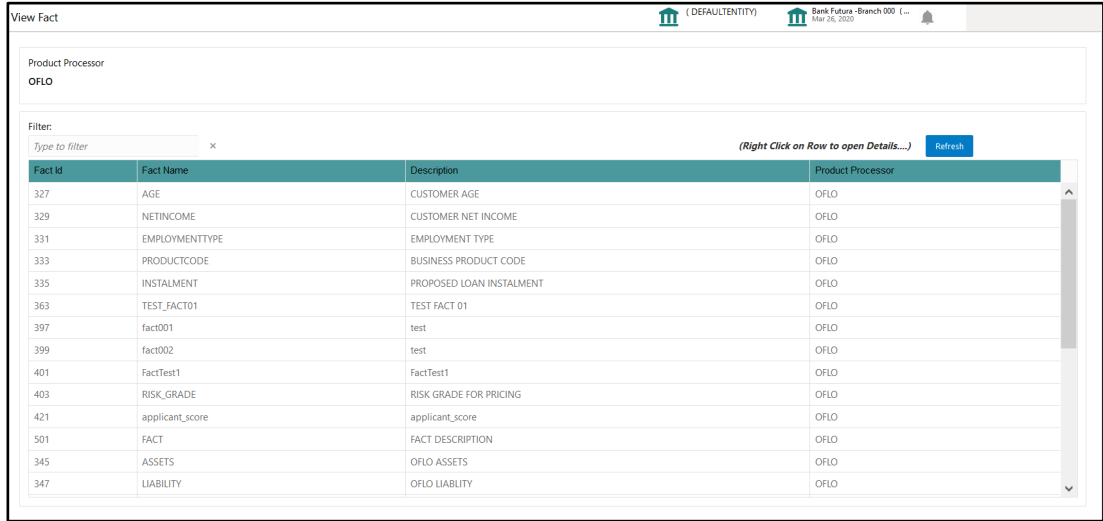 View Fact
( DEFAULTENTITY)
Bank Futura -Branch 000 ( ...
Mar 26, 2020
Product Processor
OFLO
Filter:
Type to filter ×
(Right Click on Row to open Details....) Refresh
Fact Id Fact Name Description Product Processor
327 AGE CUSTOMER AGE OFLO
329 NETINCOME CUSTOMER NET INCOME OFLO
331 EMPLOYMENTTYPE EMPLOYMENT TYPE OFLO
333 PRODUCTCODE BUSINESS PRODUCT CODE OFLO
335 INSTALMENT PROPOSED LOAN INSTALMENT OFLO
363 TEST_FACT01 TEST FACT 01 OFLO
397 fact001 test OFLO
399 fact002 test OFLO
401 FactTest1 FactTest1 OFLO
403 RISK_GRADE RISK GRADE FOR PRICING OFLO
421 applicant_score applicant_score OFLO
501 FACT FACT DESCRIPTION OFLO
345 ASSETS OFLO ASSETS OFLO
347 LIABILITY OFLO LIABLITY OFLO